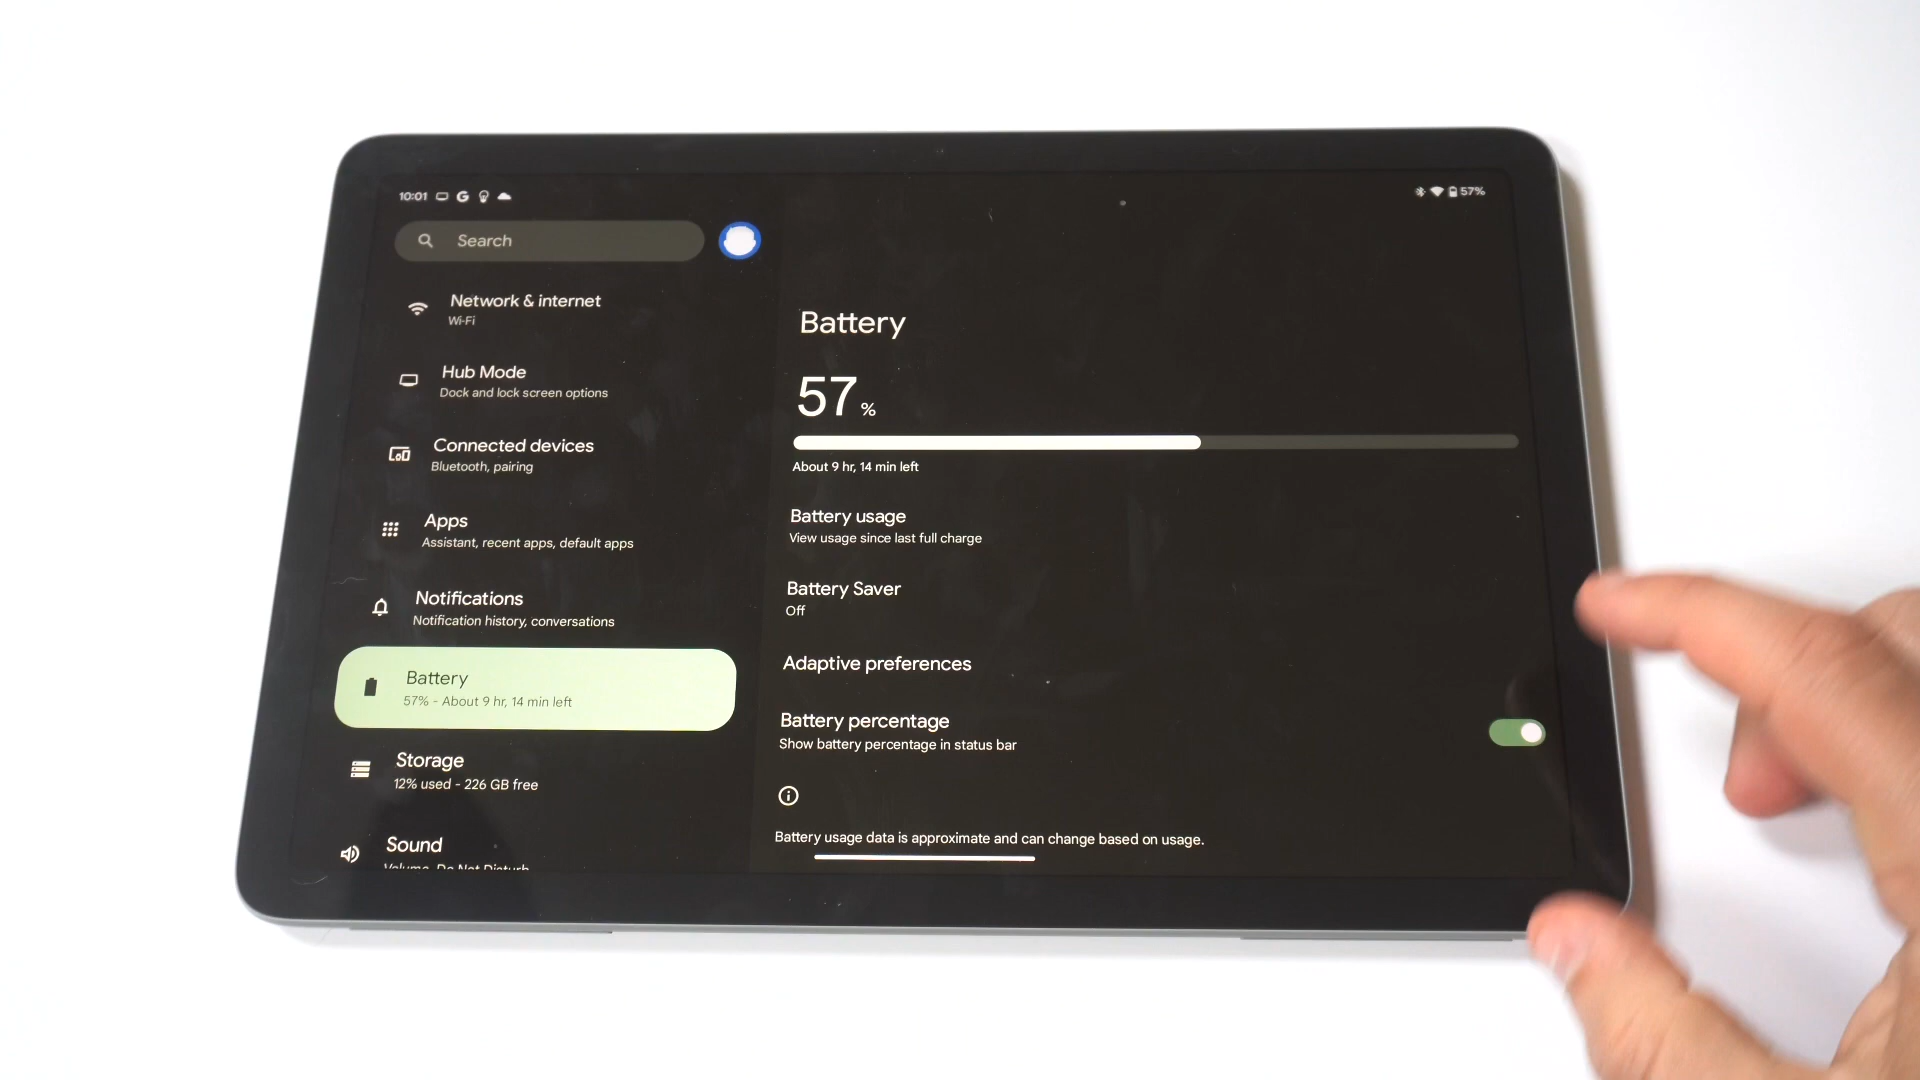 10:01 G
57%
Search
Network & internet
Wi-Fi
Hub Mode
Dock and lock screen options
Connected devices
Bluetooth, pairing
Apps
Assistant, recent apps, default apps
Notifications
Notification history, conversations
Battery
57% - About 9 hr, 14 min left
Storage
12% used - 226 GB free
Sound
Volume, Do Not Disturb
Battery
57%
About 9 hr, 14 min left
Battery usage
View usage since last full charge
Battery Saver
Off
Adaptive preferences
Battery percentage
Show battery percentage in status bar
Battery usage data is approximate and can change based on usage.